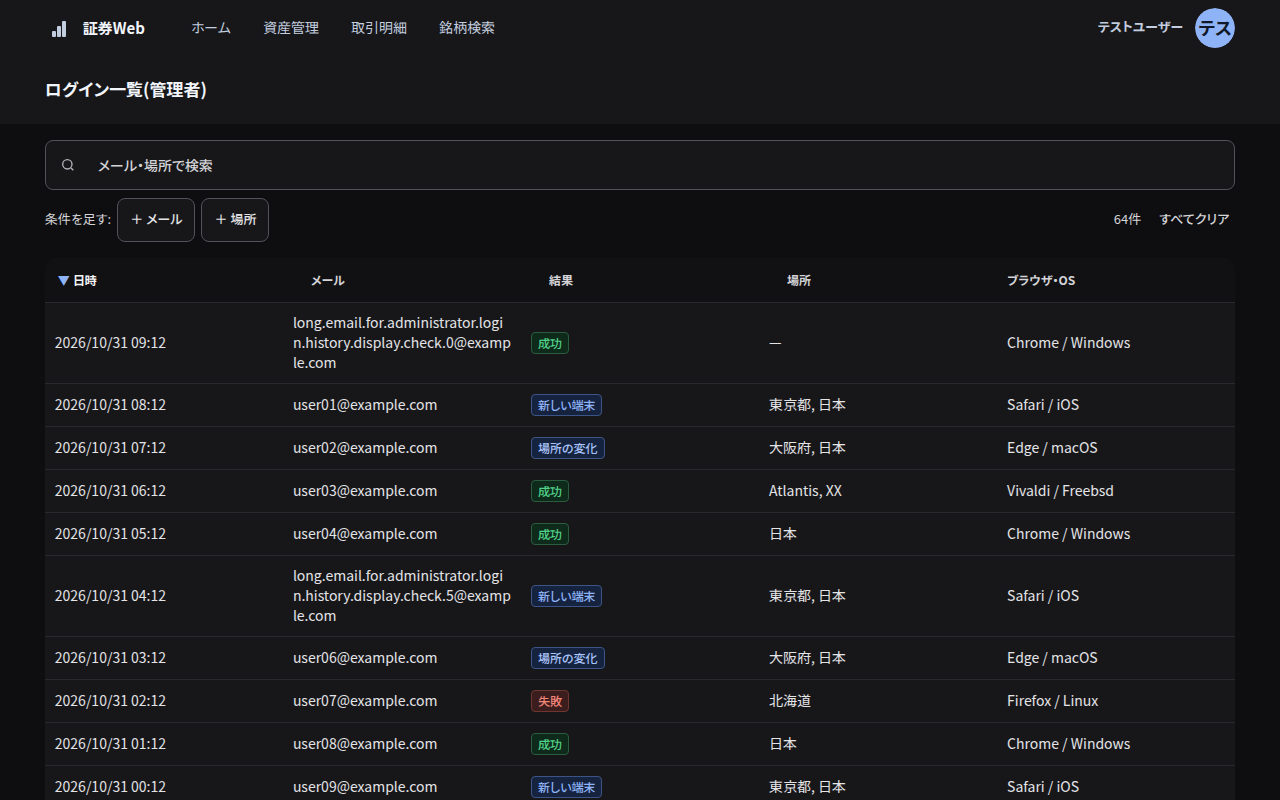 証券Web ホーム 資産管理 取引明細 銘柄検索 テストユーザー テス
ログイン一覧(管理者)
メール・場所で検索
条件を足す: ＋ メール ＋ 場所 64件 すべてクリア
▼ 日時 メール 結果 場所 ブラウザ・OS
2026/10/31 09:12 long.email.for.administrator.logi
n.history.display.check.0@examp
le.com 成功 — Chrome / Windows
2026/10/31 08:12 user01@example.com 新しい端末 東京都, 日本 Safari / iOS
2026/10/31 07:12 user02@example.com 場所の変化 大阪府, 日本 Edge / macOS
2026/10/31 06:12 user03@example.com 成功 Atlantis, XX Vivaldi / Freebsd
2026/10/31 05:12 user04@example.com 成功 日本 Chrome / Windows
2026/10/31 04:12 long.email.for.administrator.logi
n.history.display.check.5@examp
le.com 新しい端末 東京都, 日本 Safari / iOS
2026/10/31 03:12 user06@example.com 場所の変化 大阪府, 日本 Edge / macOS
2026/10/31 02:12 user07@example.com 失敗 北海道 Firefox / Linux
2026/10/31 01:12 user08@example.com 成功 日本 Chrome / Windows
2026/10/31 00:12 user09@example.com 新しい端末 東京都, 日本 Safari / iOS